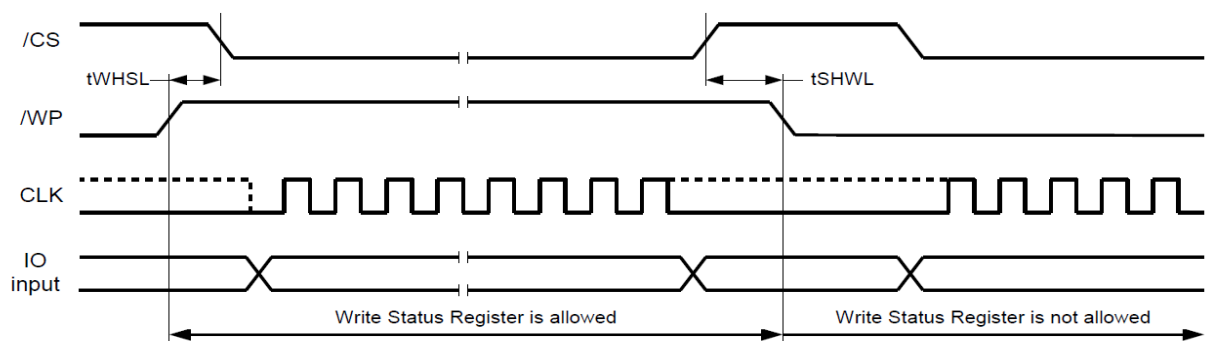 /CS
tWHSL
tSHWL
/WP
CLK
IO
input
Write Status Register is allowed
Write Status Register is not allowed